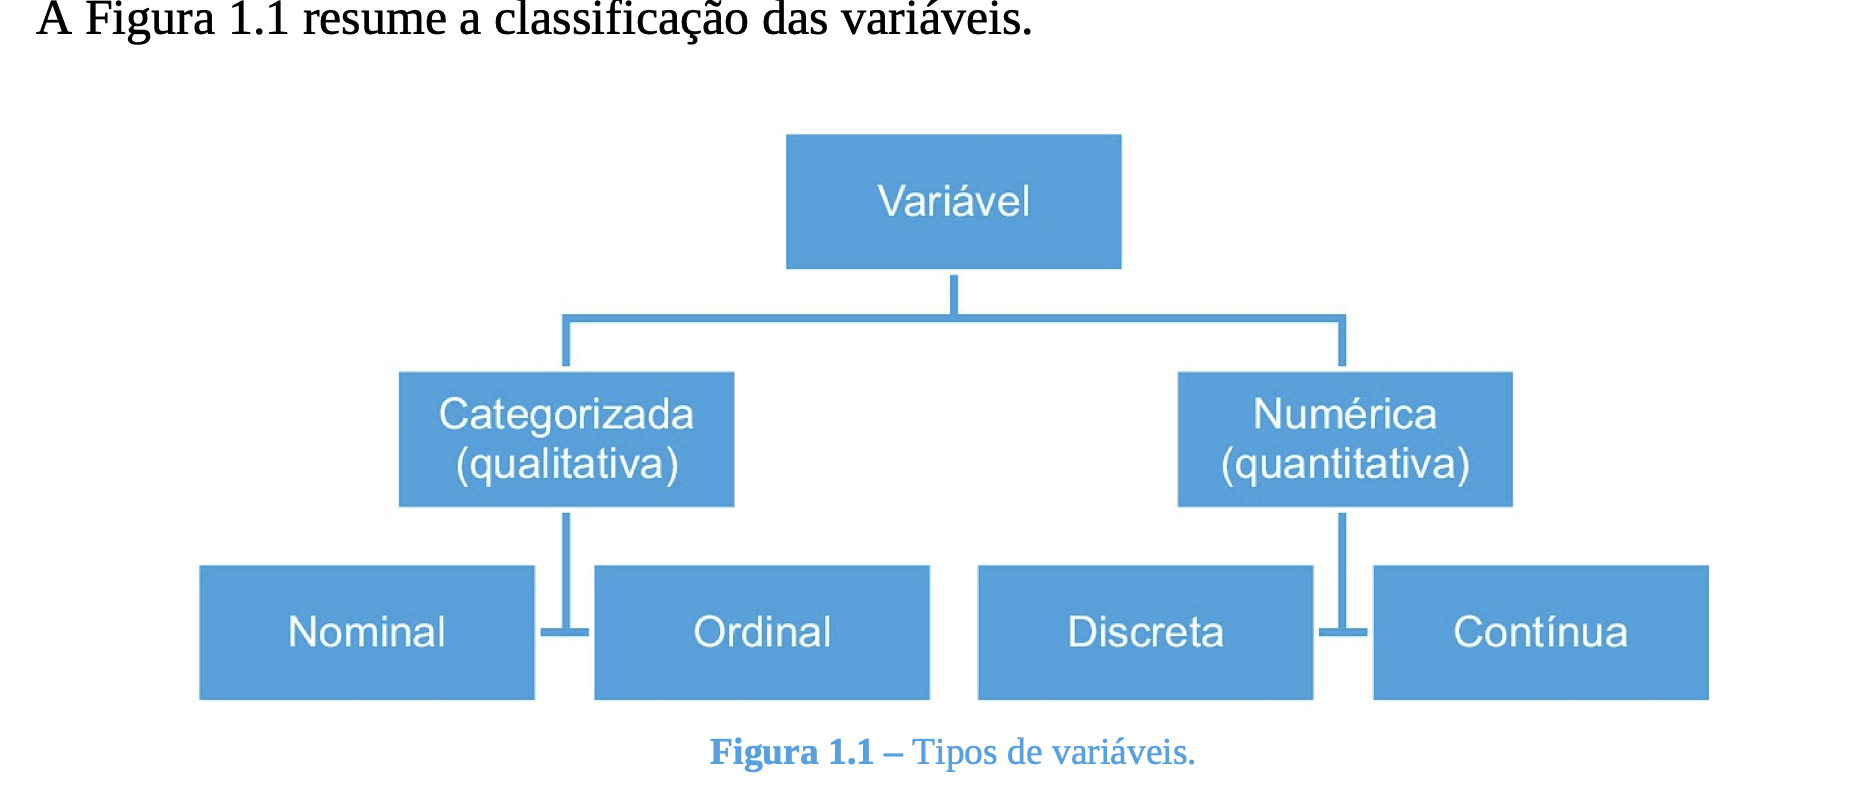 A Figura 1.1 resume a classificação das variáveis.
Variável
Categorizada
(qualitativa)
Numérica
(quantitativa)
Nominal
Ordinal
Discreta
Contínua
Figura 1.1 – Tipos de variáveis.